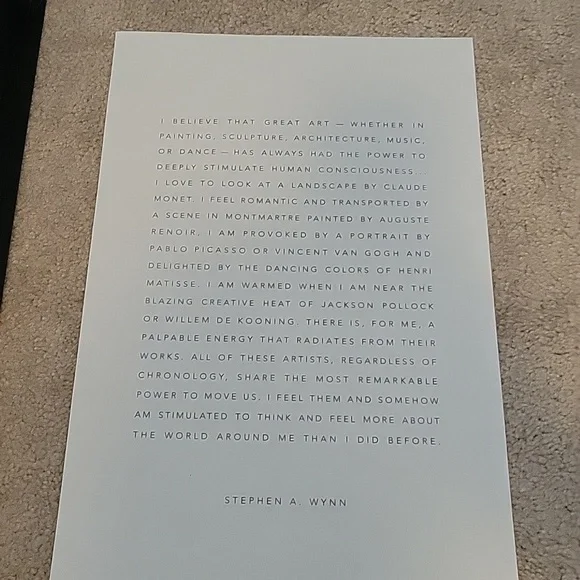 I BELIEVE THAT GREAT ART — WHETHER IN
PAINTING, SCULPTURE, ARCHITECTURE, MUSIC,
OR DANCE — HAS ALWAYS HAD THE POWER TO
DEEPLY STIMULATE HUMAN CONSCIOUSNESS...
I LOVE TO LOOK AT A LANDSCAPE BY CLAUDE
MONET. I FEEL ROMANTIC AND TRANSPORTED BY
A SCENE IN MONTMARTRE PAINTED BY AUGUSTE
RENOIR. I AM PROVOKED BY A PORTRAIT BY
PABLO PICASSO OR VINCENT VAN GOGH AND
DELIGHTED BY THE DANCING COLORS OF HENRI
MATISSE. I AM WARMED WHEN I AM NEAR THE
BLAZING CREATIVE HEAT OF JACKSON POLLOCK
OR WILLEM DE KOONING. THERE IS, FOR ME, A
PALPABLE ENERGY THAT RADIATES FROM THEIR
WORKS. ALL OF THESE ARTISTS, REGARDLESS OF
CHRONOLOGY, SHARE THE MOST REMARKABLE
POWER TO MOVE US. I FEEL THEM AND SOMEHOW
AM STIMULATED TO THINK AND FEEL MORE ABOUT
THE WORLD AROUND ME THAN I DID BEFORE.
STEPHEN A. WYNN